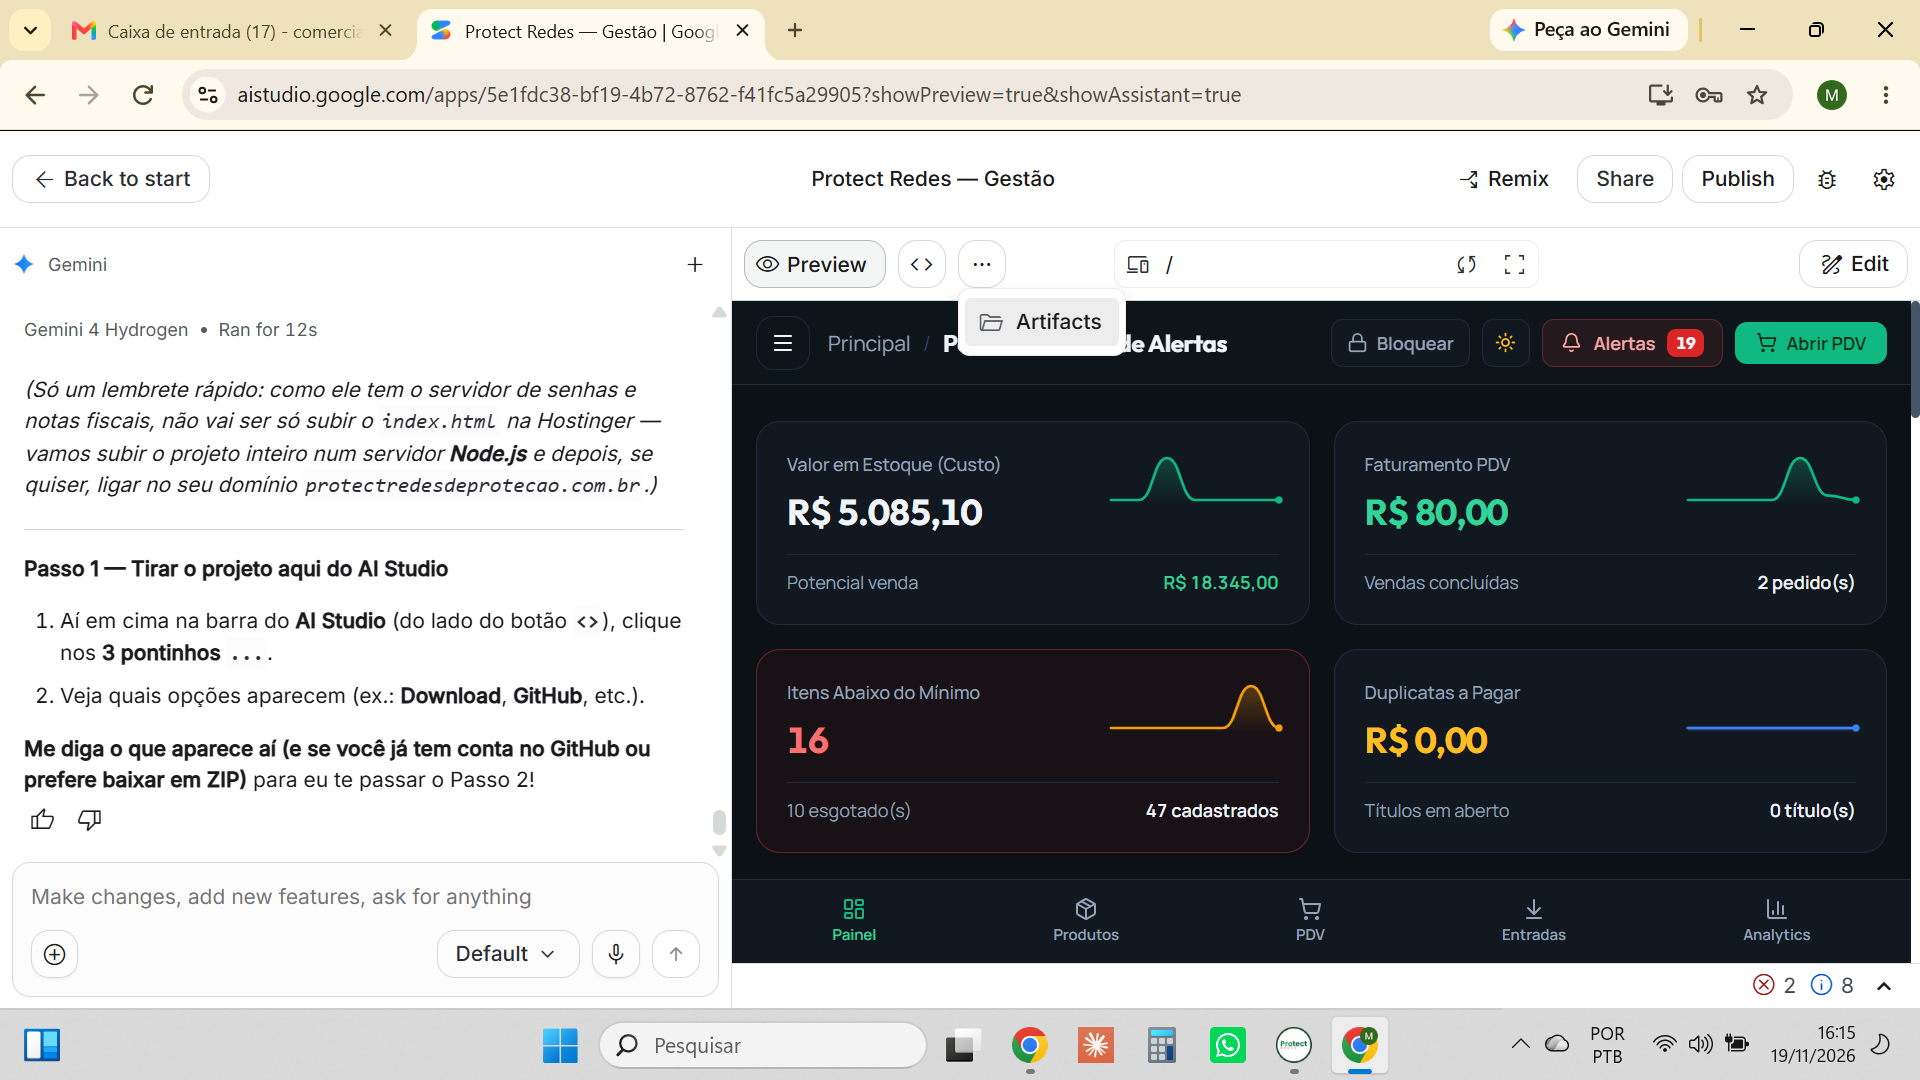 Caixa de entrada (17) - comercia
Protect Redes — Gestão | Googl
Peça ao Gemini
aistudio.google.com/apps/5e1fdc38-bf19-4b72-8762-f41fc5a29905?showPreview=true&showAssistant=true
M
Back to start
Protect Redes — Gestão
Remix
Share
Publish
Gemini
Preview
/
Edit
Artifacts
Gemini 4 Hydrogen • Ran for 12s
(Só um lembrete rápido: como ele tem o servidor de senhas e
notas fiscais, não vai ser só subir o index.html na Hostinger —
vamos subir o projeto inteiro num servidor Node.js e depois, se
quiser, ligar no seu domínio protectredesdeprotecao.com.br.)
Passo 1 — Tirar o projeto aqui do AI Studio
1. Aí em cima na barra do AI Studio (do lado do botão <>), clique
nos 3 pontinhos ....
2. Veja quais opções aparecem (ex.: Download, GitHub, etc.).
Me diga o que aparece aí (e se você já tem conta no GitHub ou
prefere baixar em ZIP) para eu te passar o Passo 2!
Make changes, add new features, ask for anything
Default
Principal / P de Alertas
Bloquear
Alertas 19
Abrir PDV
Valor em Estoque (Custo)
R$ 5.085,10
Potencial venda R$ 18.345,00
Faturamento PDV
R$ 80,00
Vendas concluídas 2 pedido(s)
Itens Abaixo do Mínimo
16
10 esgotado(s) 47 cadastrados
Duplicatas a Pagar
R$ 0,00
Títulos em aberto 0 título(s)
Painel
Produtos
PDV
Entradas
Analytics
2
8
Pesquisar
Protect
M
POR
PTB
16:15
19/11/2026